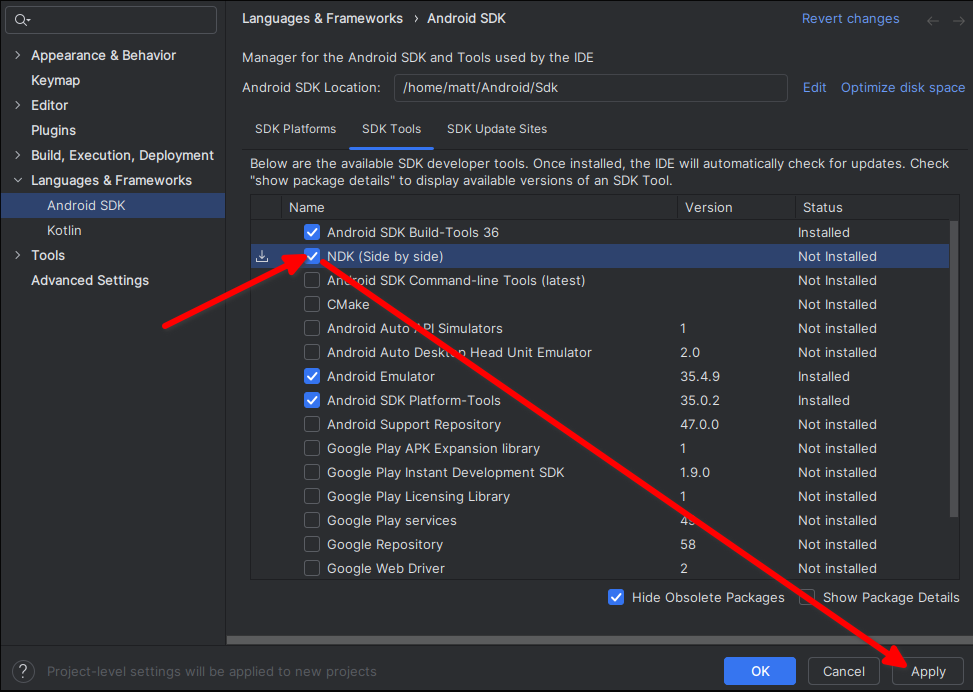 Languages & Frameworks › Android SDK
Revert changes
Appearance & Behavior
Keymap
Editor
Plugins
Build, Execution, Deployment
Languages & Frameworks
Android SDK
Kotlin
Tools
Advanced Settings
Manager for the Android SDK and Tools used by the IDE
Android SDK Location: /home/matt/Android/Sdk Edit Optimize disk space
SDK Platforms SDK Tools SDK Update Sites
Below are the available SDK developer tools. Once installed, the IDE will automatically check for updates. Check
"show package details" to display available versions of an SDK Tool.
Name Version Status
Android SDK Build-Tools 36 Installed
NDK (Side by side) Not Installed
Android SDK Command-line Tools (latest) Not Installed
CMake Not Installed
Android Auto API Simulators 1 Not installed
Android Auto Desktop Head Unit Emulator 2.0 Not installed
Android Emulator 35.4.9 Installed
Android SDK Platform-Tools 35.0.2 Installed
Android Support Repository 47.0.0 Not installed
Google Play APK Expansion library 1 Not installed
Google Play Instant Development SDK 1.9.0 Not installed
Google Play Licensing Library 1 Not installed
Google Play services Not installed
Google Repository 58 Not installed
Google Web Driver 2 Not installed
Hide Obsolete Packages Show Package Details
? Project-level settings will be applied to new projects
OK Cancel Apply